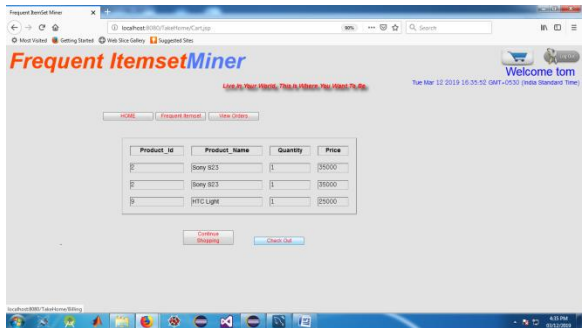 Frequent ItemSet Miner
localhost:8080/TakeHome/Cart.jsp
80%
Search
Most Visited Getting Started Web Slice Gallery Suggested Sites
Frequent ItemsetMiner
Live In Your World, This Is Where You Want To Be
Welcome tom
Tue Mar 12 2019 16:35:52 GMT+0530 (India Standard Time)
HOME Frequent Itemset View Orders
Product_Id Product_Name Quantity Price
2 Sony S23 1 35000
2 Sony S23 1 35000
9 HTC Light 1 25000
Continue
Shopping
Check Out
localhost:8080/TakeHome/Billing
4:35 PM
03/12/2019